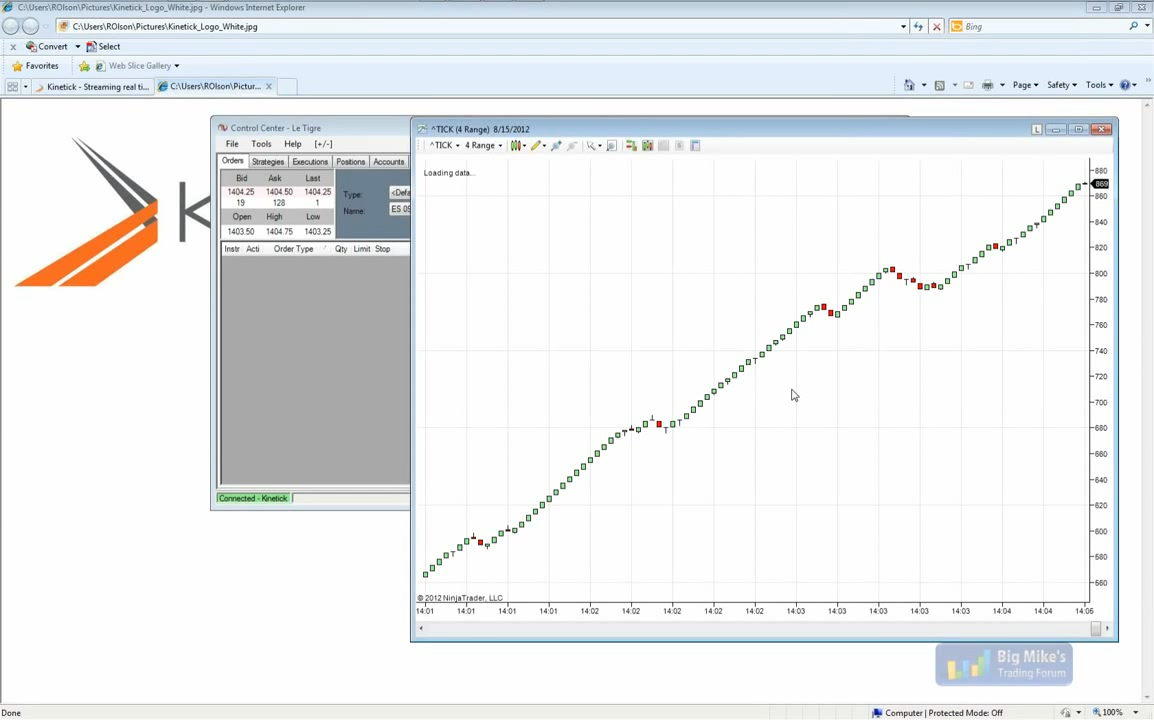 C:\Users\ROlson\Pictures\Kinetick_Logo_White.jpg - Windows Internet Explorer
C:\Users\ROlson\Pictures\Kinetick_Logo_White.jpg
Bing
x Convert Select
Favorites Web Slice Gallery
Kinetick - Streaming real ti...
C:\Users\ROlson\Pictur...
Page Safety Tools
K
Control Center - Le Tigre
File Tools Help [+/-]
Orders Strategies Executions Positions Accounts
Bid Ask Last
1404.25 1404.50 1404.25
19 128 1
Open High Low
1403.50 1404.75 1403.25
Type: <Defa
Name: ES 09
Instr Acti Order Type Qty Limit Stop
Connected - Kinetick
^TICK (4 Range) 8/15/2012
L
^TICK 4 Range
Loading data...
880
869
860
840
820
800
780
760
740
720
700
680
660
640
620
600
580
560
© 2012 NinjaTrader, LLC
14:01 14:01 14:01 14:01 14:02 14:02 14:02 14:02 14:02 14:03 14:03 14:03 14:03 14:03 14:04 14:04 14:05
Big Mike's
Trading Forum
Done
Computer | Protected Mode: Off
100%